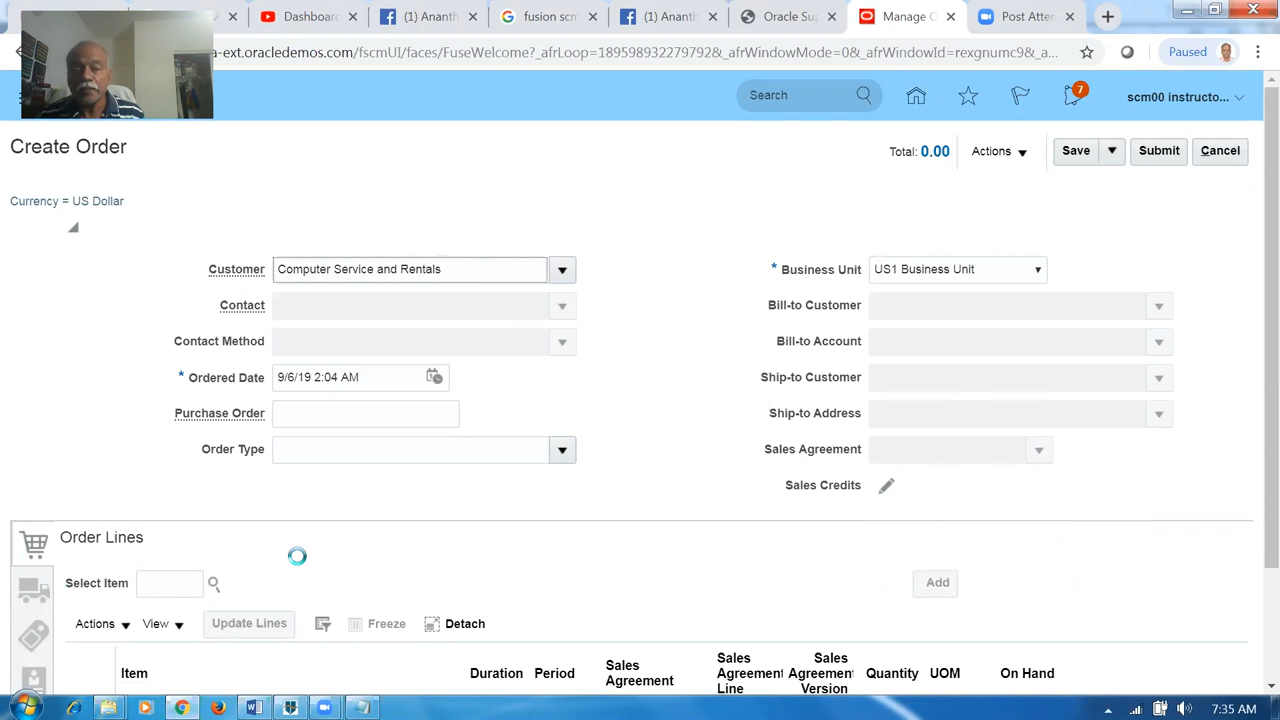 Dashboard
(1) Ananth
fusio
(1) Ananth
Oracle Su
Manage C
Post Atte
a-ext.oracledemos.com/fscmUI/faces/FuseWelcome?_afrLoop=1895989322797928&_afrWindowMode=0&_afrWindowId=rexgnumc9&_a...
Paused
Search
7
scm00 instructo...
Create Order
Total: 0.00
Actions
Save
Submit
Cancel
Currency = US Dollar
Customer
Computer Service and Rentals
* Business Unit
US1 Business Unit
Contact
Bill-to Customer
Contact Method
Bill-to Account
* Ordered Date
9/6/19 2:04 AM
Ship-to Customer
Purchase Order
Ship-to Address
Order Type
Sales Agreement
Sales Credits
Order Lines
Select Item
Add
Actions
View
Update Lines
Freeze
Detach
Item
Duration
Period
Sales Agreement
Sales Agreement Line
Sales Agreement Version
Quantity
UOM
On Hand
7:35 AM